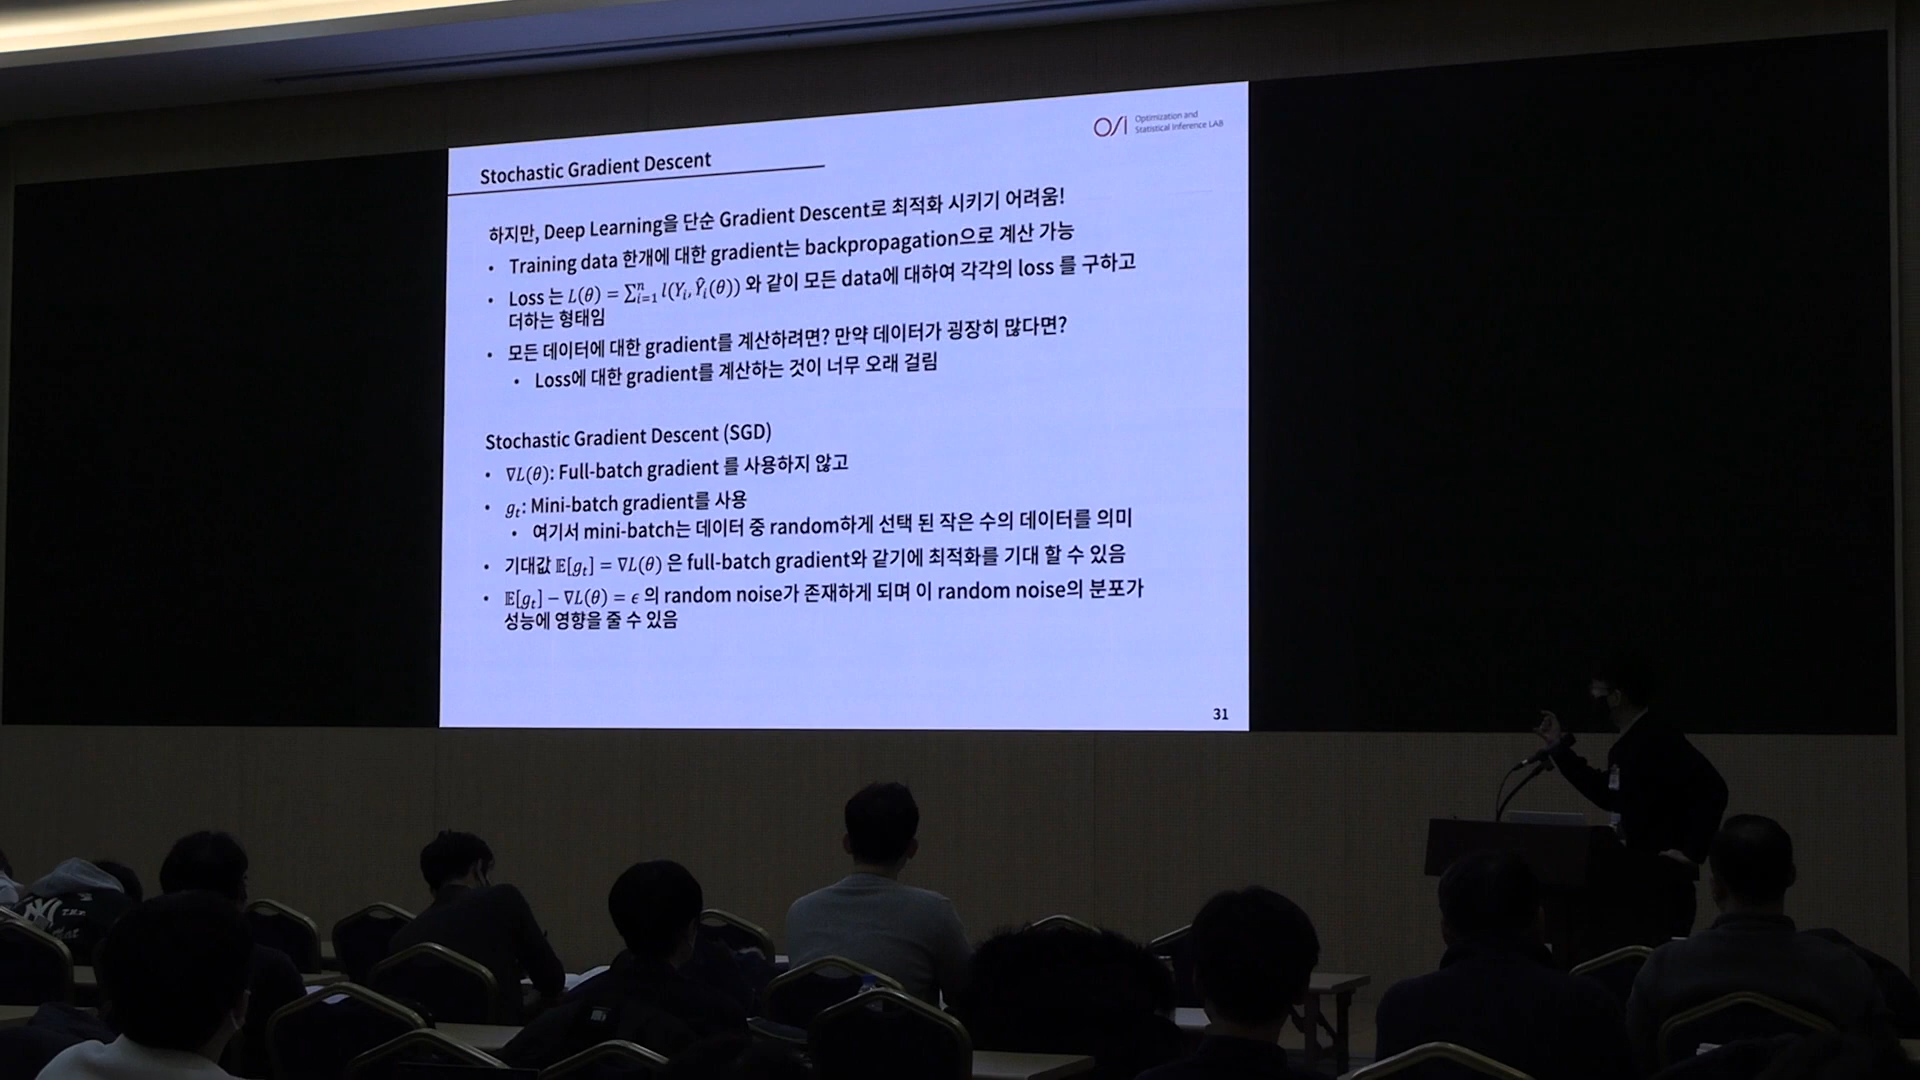 OSI Optimization and
Statistical Inference LAB
Stochastic Gradient Descent
하지만, Deep Learning을 단순 Gradient Descent로 최적화 시키기 어려움!
• Training data 한개에 대한 gradient는 backpropagation으로 계산 가능
• Loss 는 L(θ) = ∑ⁿᵢ₌₁ l(Yᵢ, Ŷᵢ(θ)) 와 같이 모든 data에 대하여 각각의 loss 를 구하고
더하는 형태임
• 모든 데이터에 대한 gradient를 계산하려면? 만약 데이터가 굉장히 많다면?
• Loss에 대한 gradient를 계산하는 것이 너무 오래 걸림
Stochastic Gradient Descent (SGD)
• ∇L(θ): Full-batch gradient 를 사용하지 않고
• gₜ: Mini-batch gradient를 사용
• 여기서 mini-batch는 데이터 중 random하게 선택 된 작은 수의 데이터를 의미
• 기대값 𝔼[gₜ] = ∇L(θ) 은 full-batch gradient와 같기에 최적화를 기대 할 수 있음
• 𝔼[gₜ] − ∇L(θ) = ϵ 의 random noise가 존재하게 되며 이 random noise의 분포가
성능에 영향을 줄 수 있음
31
NY